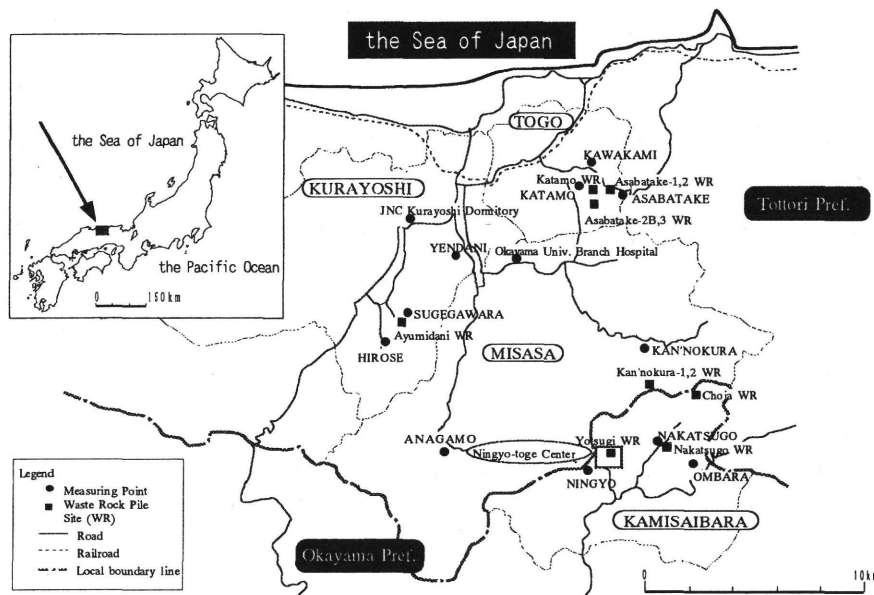 the Sea of Japan
the Sea of Japan
the Pacific Ocean
0 150km
TOGO
KAWAKAMI
Katamo WR
Asabatake-1,2 WR
KATAMO
ASABATAKE
Asabatake-2B,3 WR
KURAYOSHI
Tottori Pref.
JNC Kurayoshi Domitory
YENDANI
Okayama Univ. Branch Hospital
SUGEGAWARA
Ayumidani WR
HIROSE
MISASA
KAN'NOKURA
Kan'nokura-1,2 WR
Choja WR
ANAGAMO
Ningyo-toge Center
Yotsugi WR
NAKATSUGO
Nakatsugo WR
NINGYO
OMBARA
KAMISAIBARA
Okayama Pref.
Legend
Measuring Point
Waste Rock Pile
Site (WR)
Road
Railroad
Local boundary line
0 10km